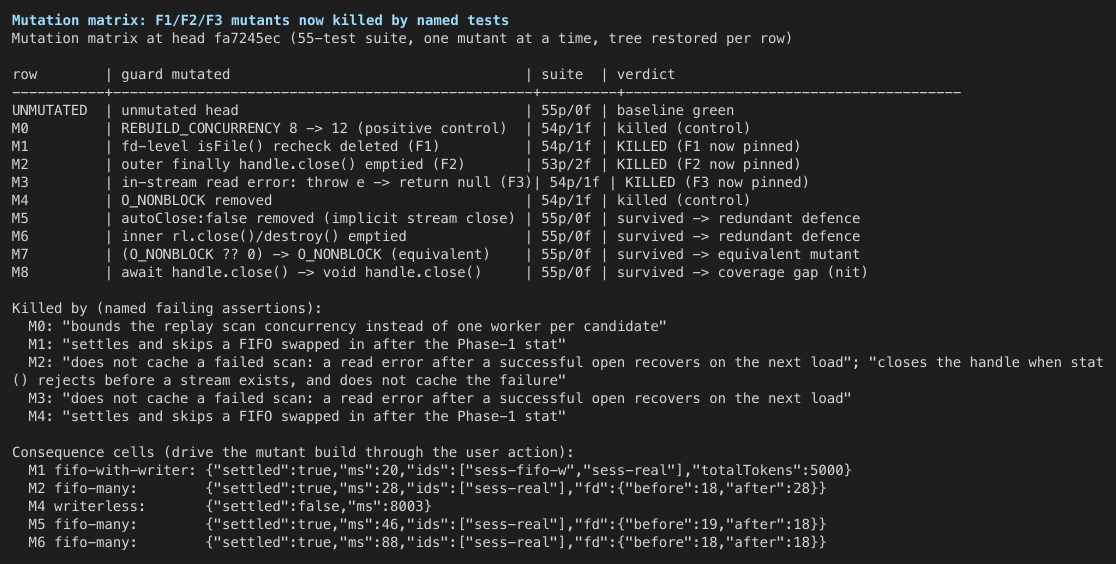 Mutation matrix: F1/F2/F3 mutants now killed by named tests
Mutation matrix at head fa7245ec (55-test suite, one mutant at a time, tree restored per row)
row | guard mutated | suite | verdict
UNMUTATED | unmutated head | 55p/0f | baseline green
M0 | REBUILD_CONCURRENCY 8 -> 12 (positive control) | 54p/1f | killed (control)
M1 | fd-level isFile() recheck deleted (F1) | 54p/1f | KILLED (F1 now pinned)
M2 | outer finally handle.close() emptied (F2) | 53p/2f | KILLED (F2 now pinned)
M3 | in-stream read error: throw e -> return null (F3)| 54p/1f | KILLED (F3 now pinned)
M4 | O_NONBLOCK removed | 54p/1f | killed (control)
M5 | autoClose:false removed (implicit stream close) | 55p/0f | survived -> redundant defence
M6 | inner rl.close()/destroy() emptied | 55p/0f | survived -> redundant defence
M7 | (O_NONBLOCK ?? 0) -> O_NONBLOCK (equivalent) | 55p/0f | survived -> equivalent mutant
M8 | await handle.close() -> void handle.close() | 55p/0f | survived -> coverage gap (nit)
Killed by (named failing assertions):
M0: "bounds the replay scan concurrency instead of one worker per candidate"
M1: "settles and skips a FIFO swapped in after the Phase-1 stat"
M2: "does not cache a failed scan: a read error after a successful open recovers on the next load"; "closes the handle when stat
() rejects before a stream exists, and does not cache the failure"
M3: "does not cache a failed scan: a read error after a successful open recovers on the next load"
M4: "settles and skips a FIFO swapped in after the Phase-1 stat"
Consequence cells (drive the mutant build through the user action):
M1 fifo-with-writer: {"settled":true,"ms":20,"ids":["sess-fifo-w","sess-real"],"totalTokens":5000}
M2 fifo-many: {"settled":true,"ms":28,"ids":["sess-real"],"fd":{"before":18,"after":28}}
M4 writerless: {"settled":false,"ms":8003}
M5 fifo-many: {"settled":true,"ms":46,"ids":["sess-real"],"fd":{"before":19,"after":18}}
M6 fifo-many: {"settled":true,"ms":88,"ids":["sess-real"],"fd":{"before":18,"after":18}}